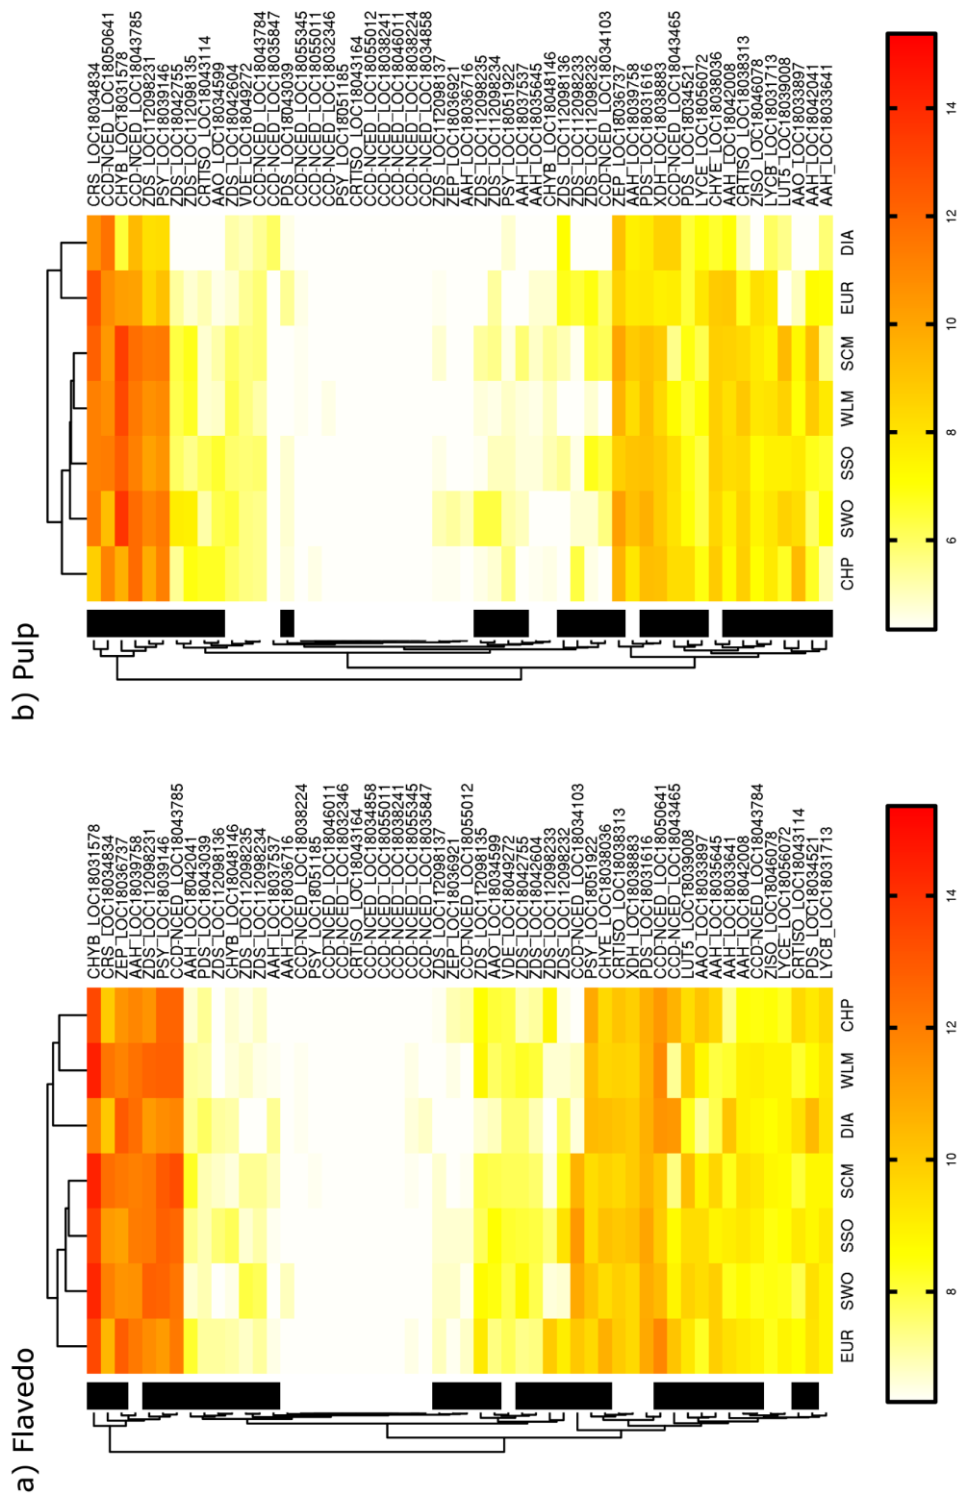 a) Flavedo
CHYB_LOC18031578
CRS_LOC18034834
ZEP_LOC18036737
AAH_LOC18039758
ZDS_LOC112098231
PSY_LOC18039146
CCD-NCED_LOC18043785
AAH_LOC18042041
PDS_LOC18043039
ZDS_LOC112098136
CHYB_LOC18048146
ZDS_LOC112098235
ZDS_LOC112098234
AAH_LOC18037537
AAH_LOC18036716
CCD-NCED_LOC18038224
PSY_LOC18051185
CCD-NCED_LOC18046011
CCD-NCED_LOC18032346
CRTISO_LOC18043164
CCD-NCED_LOC18034858
CCD-NCED_LOC18055011
CCD-NCED_LOC18038241
CCD-NCED_LOC18055345
CCD-NCED_LOC18035847
ZDS_LOC112098137
ZEP_LOC18036921
CCD-NCED_LOC18055012
ZDS_LOC112098135
AAO_LOC18034599
VDE_LOC18049272
ZDS_LOC18042755
ZDS_LOC18042604
ZDS_LOC112098233
ZDS_LOC112098232
CCD-NCED_LOC18034103
PSY_LOC18051922
CHYE_LOC18038036
CRTISO_LOC18038313
XDH_LOC18038883
PDS_LOC18031616
CCD-NCED_LOC18050641
CCD-NCED_LOC18043465
LUT5_LOC18039008
AAO_LOC18033897
AAH_LOC18035645
AAH_LOC18033641
AAH_LOC18042008
CCD-NCED_LOC18043784
ZISO_LOC18046078
LYCE_LOC18056072
CRTISO_LOC18043114
PDS_LOC18034521
LYCB_LOC18031713
EUR
SWO
SSO
SCM
DIA
WLM
CHP
8
10
12
14
b) Pulp
CRS_LOC18034834
CCD-NCED_LOC18050641
CHYB_LOC18031578
CCD-NCED_LOC18043785
ZDS_LOC112098231
PSY_LOC18039146
ZDS_LOC18042755
ZDS_LOC112098135
CRTISO_LOC18043114
AAO_LOC18034599
ZDS_LOC18042604
VDE_LOC18049272
CCD-NCED_LOC18043784
CCD-NCED_LOC18035847
PDS_LOC18043039
CCD-NCED_LOC18055345
CCD-NCED_LOC18055011
CCD-NCED_LOC18032346
PSY_LOC18051185
CRTISO_LOC18043164
CCD-NCED_LOC18055012
CCD-NCED_LOC18038241
CCD-NCED_LOC18046011
CCD-NCED_LOC18038224
CCD-NCED_LOC18034858
ZDS_LOC112098137
ZEP_LOC18036921
AAH_LOC18036716
ZDS_LOC112098235
ZDS_LOC112098234
PSY_LOC18051922
AAH_LOC18037537
AAH_LOC18035645
CHYB_LOC18048146
ZDS_LOC112098136
ZDS_LOC112098233
ZDS_LOC112098232
CCD-NCED_LOC18034103
ZEP_LOC18036737
AAH_LOC18039758
PDS_LOC18031616
XDH_LOC18038883
CCD-NCED_LOC18043465
PDS_LOC18034521
LYCE_LOC18056072
CHYE_LOC18038036
AAH_LOC18042008
CRTISO_LOC18038313
ZISO_LOC18046078
LYCB_LOC18031713
LUT5_LOC18039008
AAO_LOC18033897
AAH_LOC18042041
AAH_LOC18033641
CHP
SWO
SSO
WLM
SCM
EUR
DIA
6
8
10
12
14